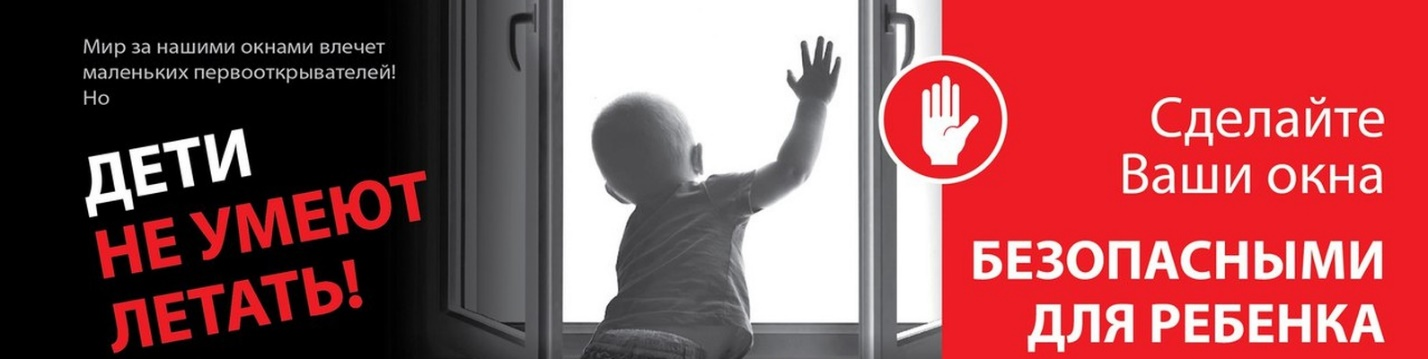 Мир за нашими окнами влечет
маленьких первооткрывателей!
Но
ДЕТИ
НЕ УМЕЮТ
ЛЕТАТЬ!
Сделайте
Ваши окна
БЕЗОПАСНЫМИ
ДЛЯ РЕБЕНКА